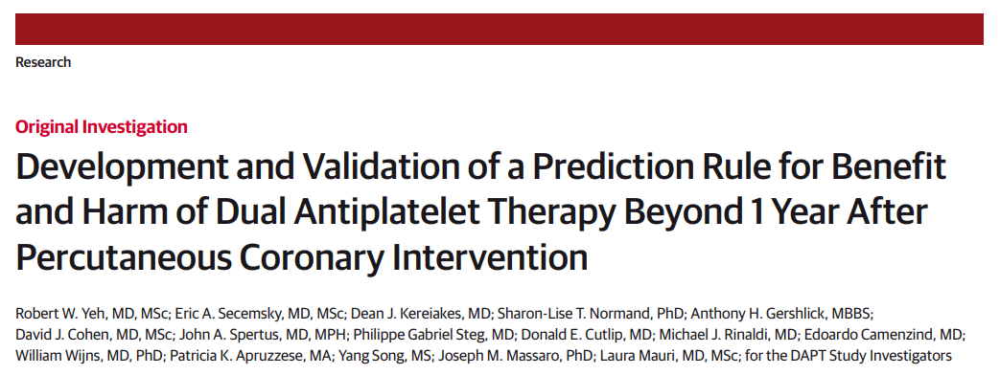 Research
Original Investigation
Development and Validation of a Prediction Rule for Benefit
and Harm of Dual Antiplatelet Therapy Beyond 1 Year After
Percutaneous Coronary Intervention
Robert W. Yeh, MD, MSc; Eric A. Secemsky, MD, MSc; Dean J. Kereiakes, MD; Sharon-Lise T. Normand, PhD; Anthony H. Gershlick, MBBS;
David J. Cohen, MD, MSc; John A. Spertus, MD, MPH; Philippe Gabriel Steg, MD; Donald E. Cutlip, MD; Michael J. Rinaldi, MD; Edoardo Camenzind, MD;
William Wijns, MD, PhD; Patricia K. Apruzzese, MA; Yang Song, MS; Joseph M. Massaro, PhD; Laura Mauri, MD, MSc; for the DAPT Study Investigators